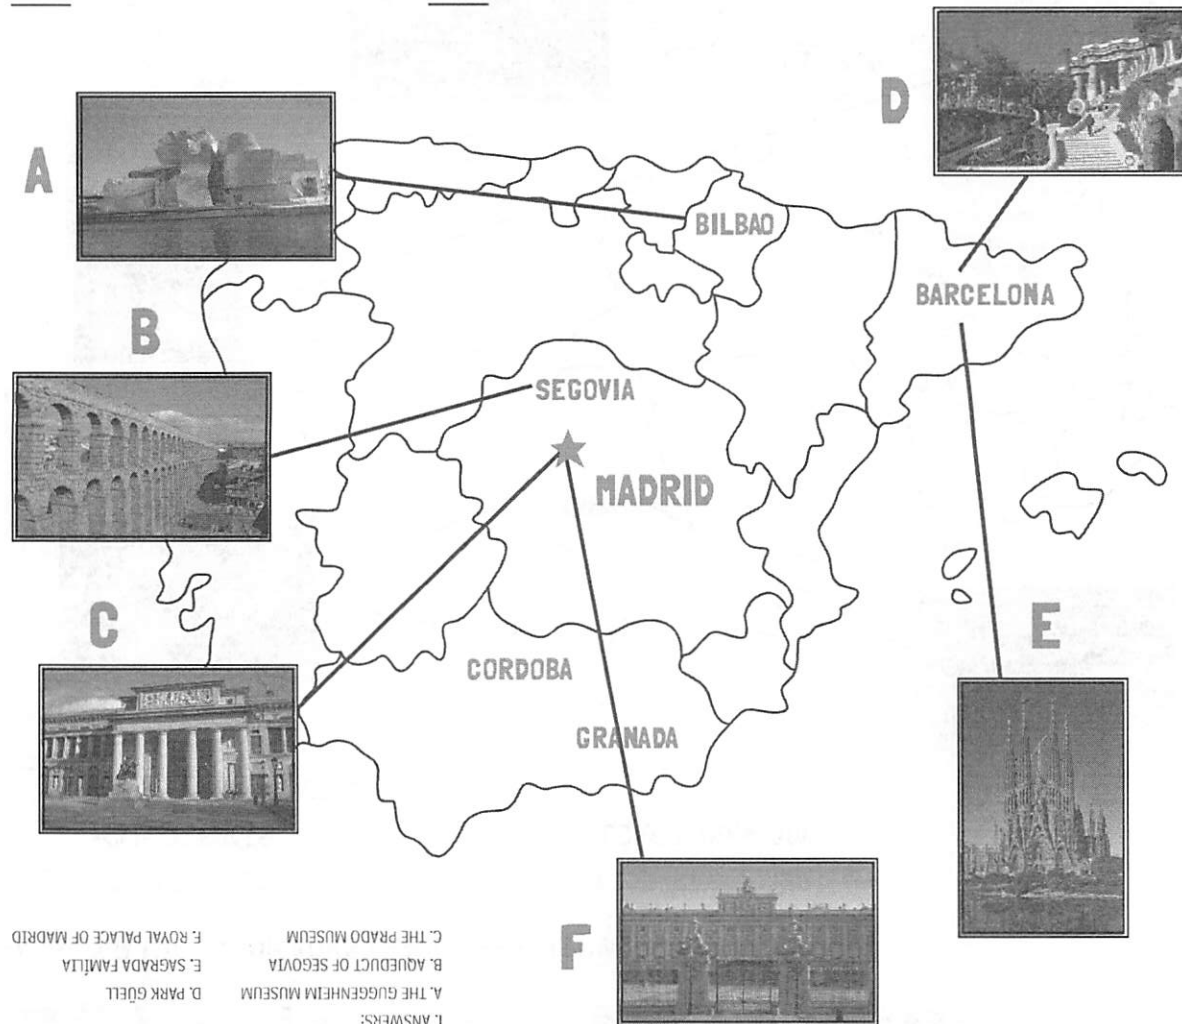 D
A
BILBAO
BARCELONA
B
SEGOVIA
MADRID
C
E
CORDOBA
GRANADA
F
1 ANSWERS:
A. THE GUGGENHEIM MUSEUM
B. AQUEDUCT OF SEGOVIA
C. THE PRADO MUSEUM
D. PARK GÜELL
E. SAGRADA FAMÍLIA
F. ROYAL PALACE OF MADRID